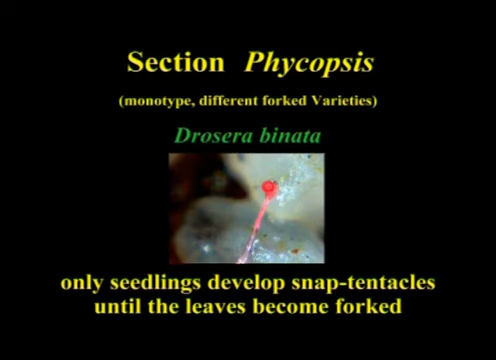 Section Phycopsis
(monotype, different forked Varieties)
Drosera binata
only seedlings develop snap-tentacles
until the leaves become forked